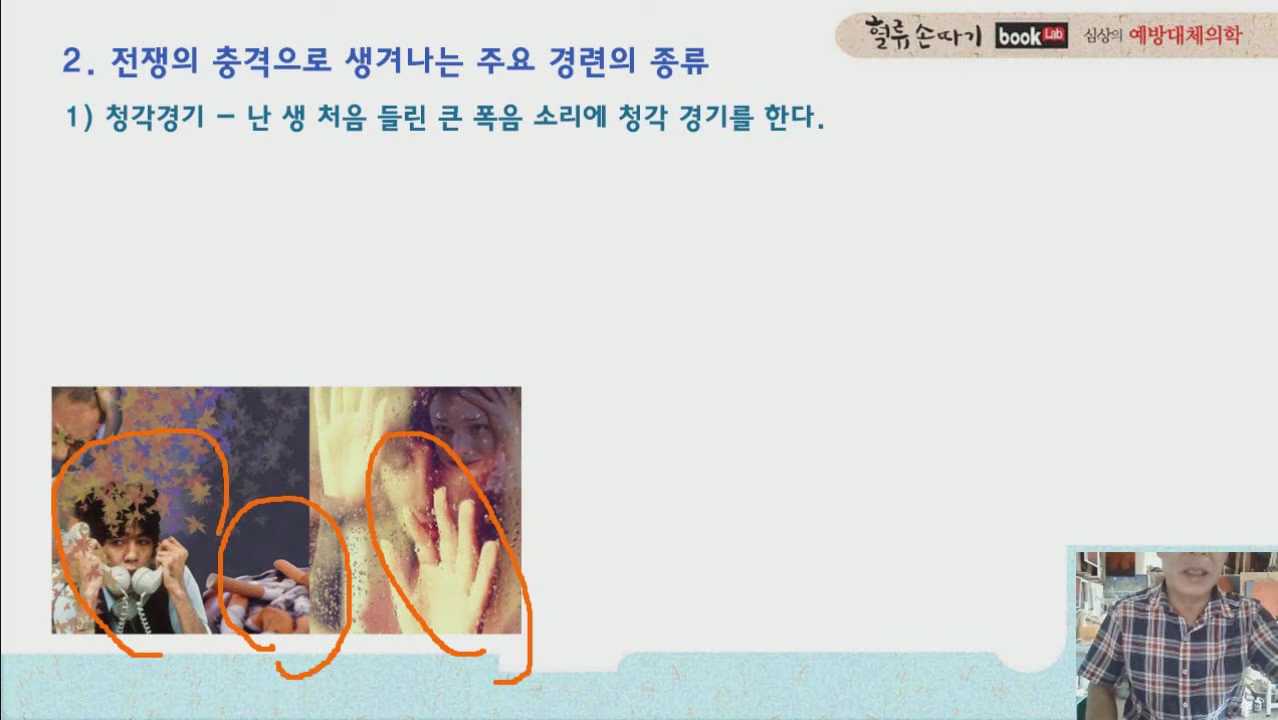 혈류 손따기 book Lab 심상의 예방대체의학
2. 전쟁의 충격으로 생겨나는 주요 경련의 종류
1) 청각경기 – 난 생 처음 들린 큰 폭음 소리에 청각 경기를 한다.